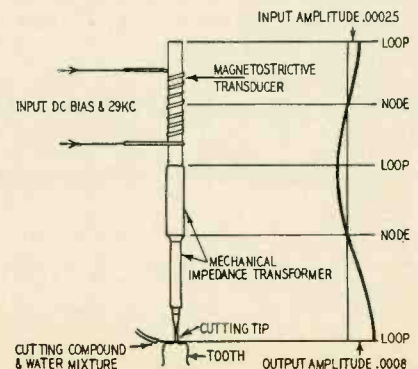 INPUT AMPLITUDE .00025
LOOP
MAGNETOSTRICTIVE
TRANSDUCER
INPUT DC BIAS & 29KC
NODE
LOOP
NODE
MECHANICAL
IMPEDANCE TRANSFORMER
CUTTING TIP
LOOP
CUTTING COMPOUND
& WATER MIXTURE
TOOTH
OUTPUT AMPLITUDE .0008